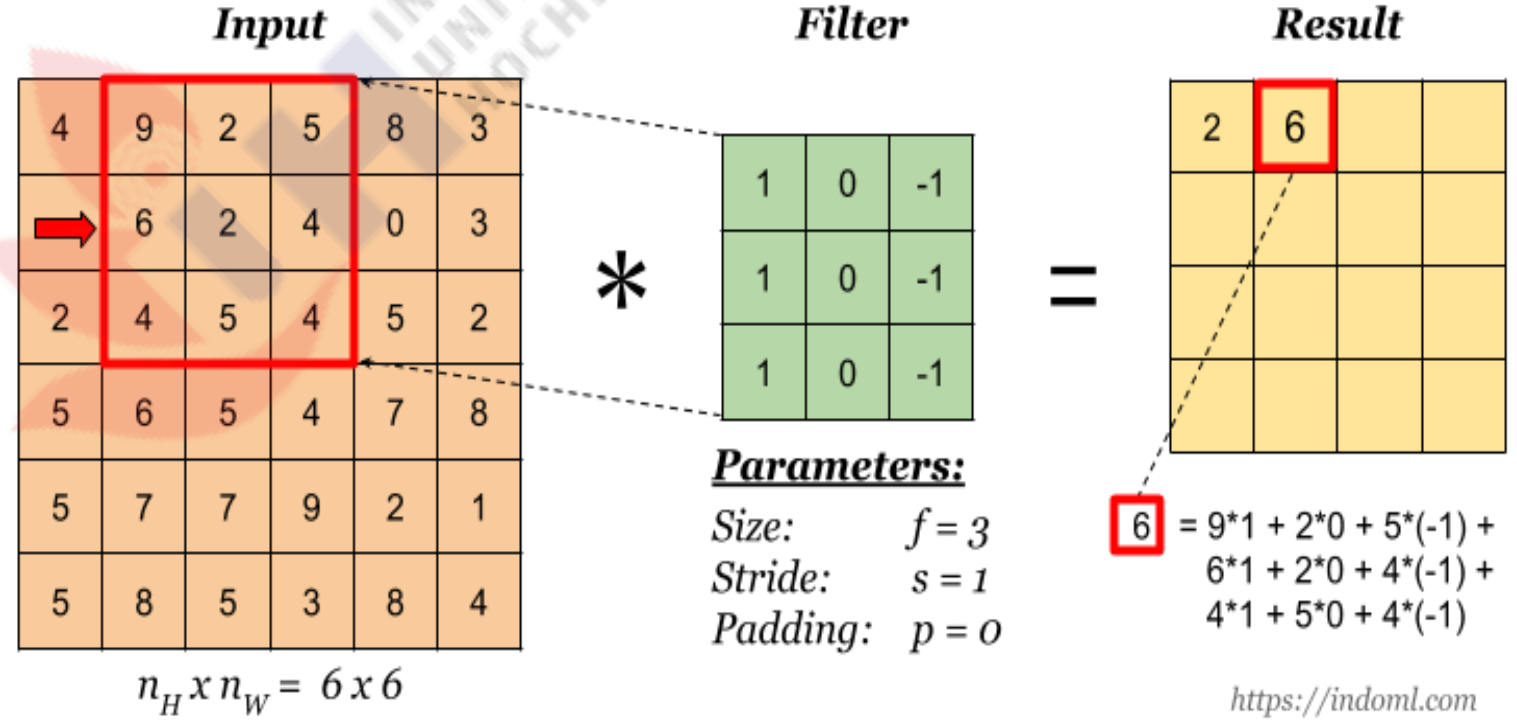 Input
Filter
Result
4 9 2 5 8 3
6 2 4 0 3
2 4 5 4 5 2
5 6 5 4 7 8
5 7 7 9 2 1
5 8 5 3 8 4
n_H x n_W = 6 x 6
*
1 0 -1
1 0 -1
1 0 -1
Parameters:
Size: f = 3
Stride: s = 1
Padding: p = 0
=
2 6
6 = 9*1 + 2*0 + 5*(-1) +
6*1 + 2*0 + 4*(-1) +
4*1 + 5*0 + 4*(-1)
https://indoml.com